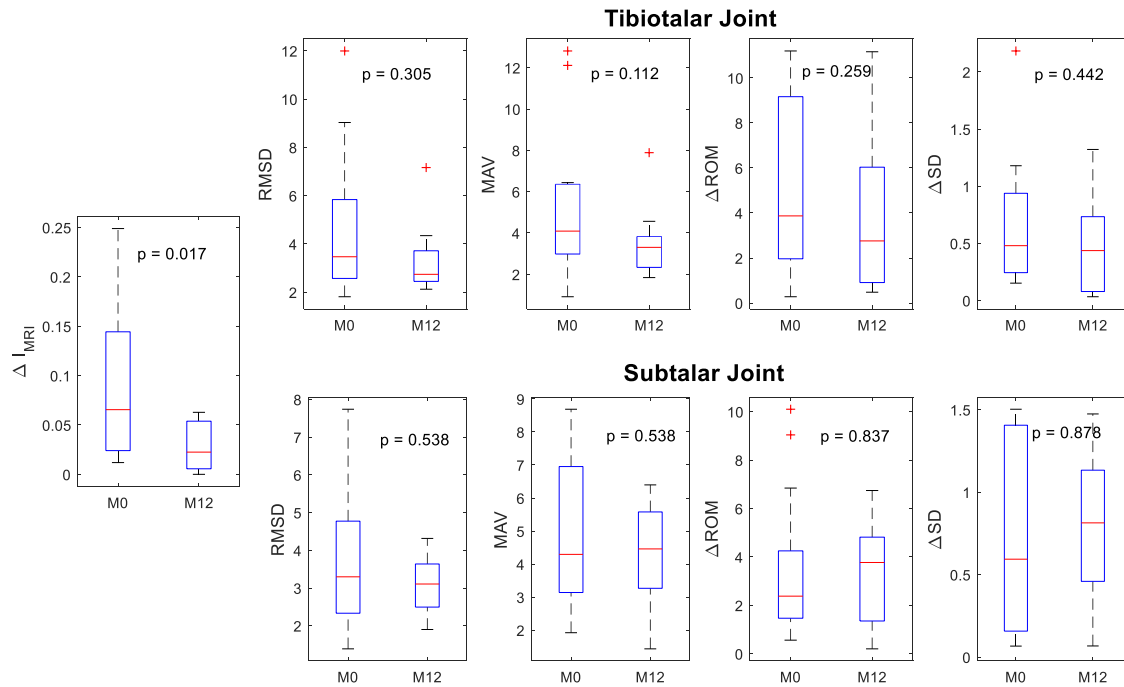 Tibiotalar Joint
RMSD
12
10
8
6
4
2
p = 0.305
M0
M12
MAV
12
10
8
6
4
2
p = 0.112
M0
M12
ΔROM
10
8
6
4
2
0
p = 0.259
M0
M12
ΔSD
2
1.5
1
0.5
0
p = 0.442
M0
M12
Δ I_MRI
0.25
0.2
0.15
0.1
0.05
0
p = 0.017
M0
M12
Subtalar Joint
RMSD
8
7
6
5
4
3
2
p = 0.538
M0
M12
MAV
9
8
7
6
5
4
3
2
p = 0.538
M0
M12
ΔROM
10
8
6
4
2
0
p = 0.837
M0
M12
ΔSD
1.5
1
0.5
0
p = 0.878
M0
M12